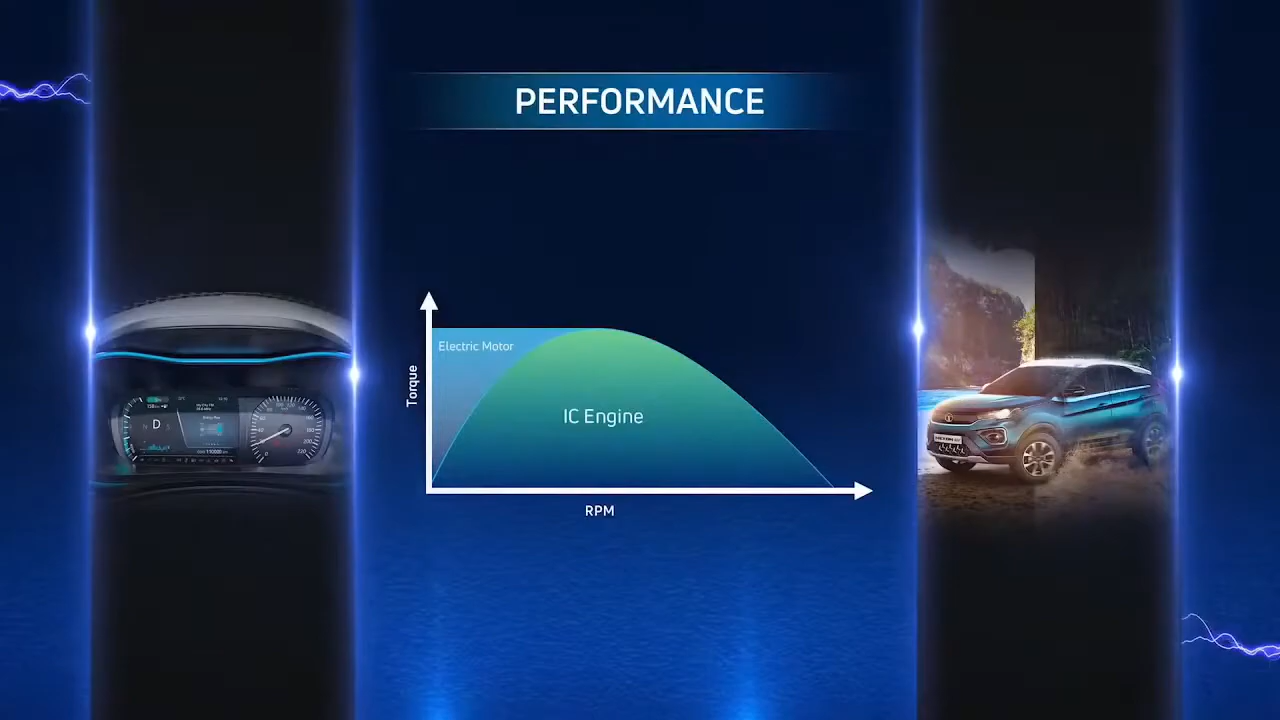 PERFORMANCE
Electric Motor
Torque
IC Engine
RPM
D